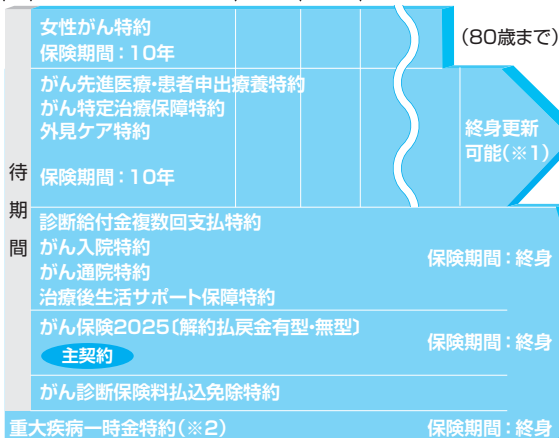 女性がん特約
保険期間：10年
(80歳まで)
がん先進医療・患者申出療養特約
がん特定治療保障特約
外見ケア特約
保険期間：10年
終身更新
可能(※1)
待
期
間
診断給付金複数回支払特約
がん入院特約
がん通院特約
治療後生活サポート保障特約
保険期間：終身
がん保険2025〔解約払戻金有型・無型〕
主契約
保険期間：終身
がん診断保険料払込免除特約
重大疾病一時金特約(※2)
保険期間：終身